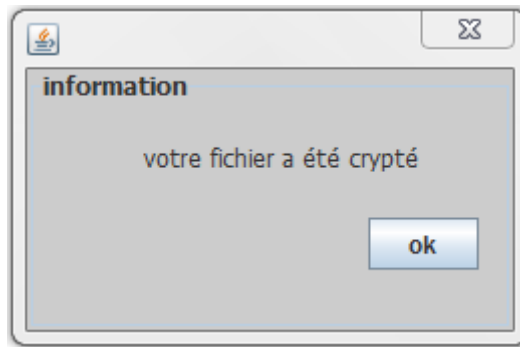 information
votre fichier a été crypté
ok